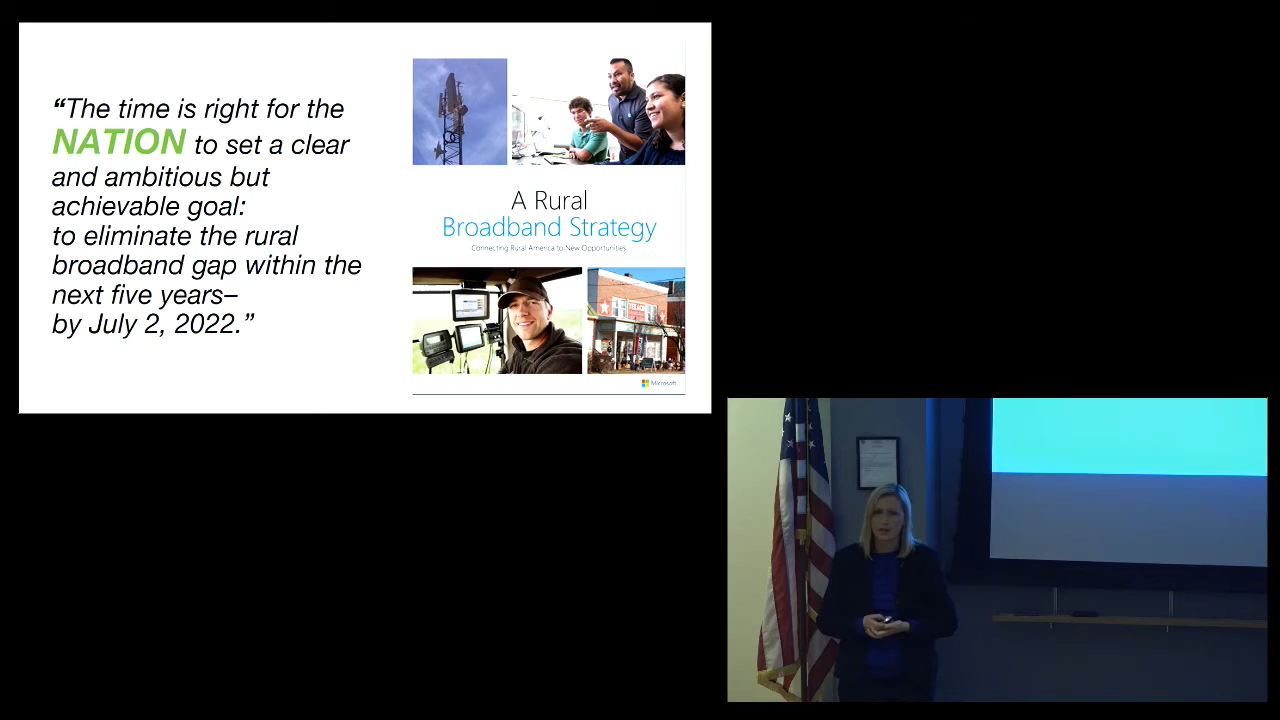 “The time is right for the
NATION to set a clear
and ambitious but
achievable goal:
to eliminate the rural
broadband gap within the
next five years–
by July 2, 2022.”
A Rural
Broadband Strategy
Connecting Rural America to New Opportunities
Microsoft